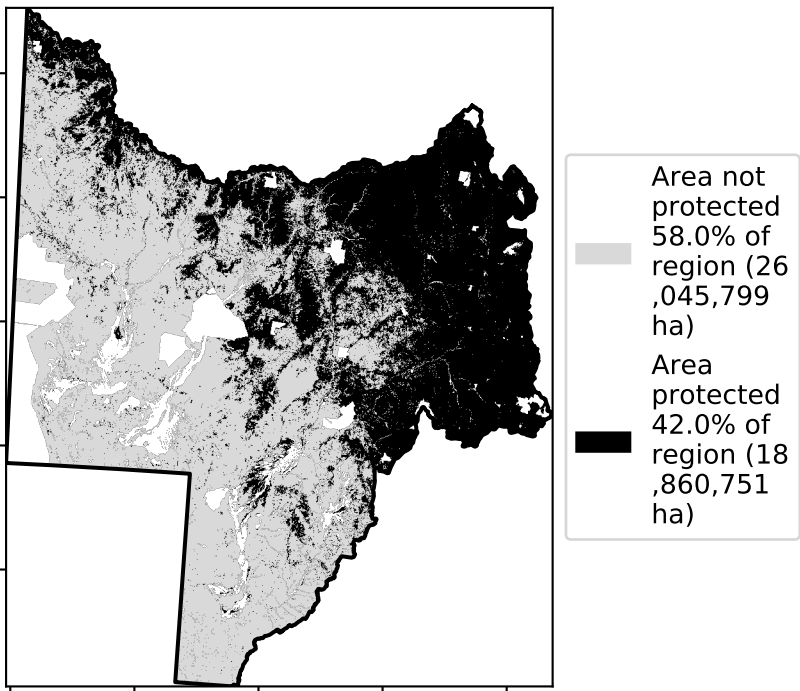 Area not
protected
58.0% of
region (26
,045,799
ha)
Area
protected
42.0% of
region (18
,860,751
ha)